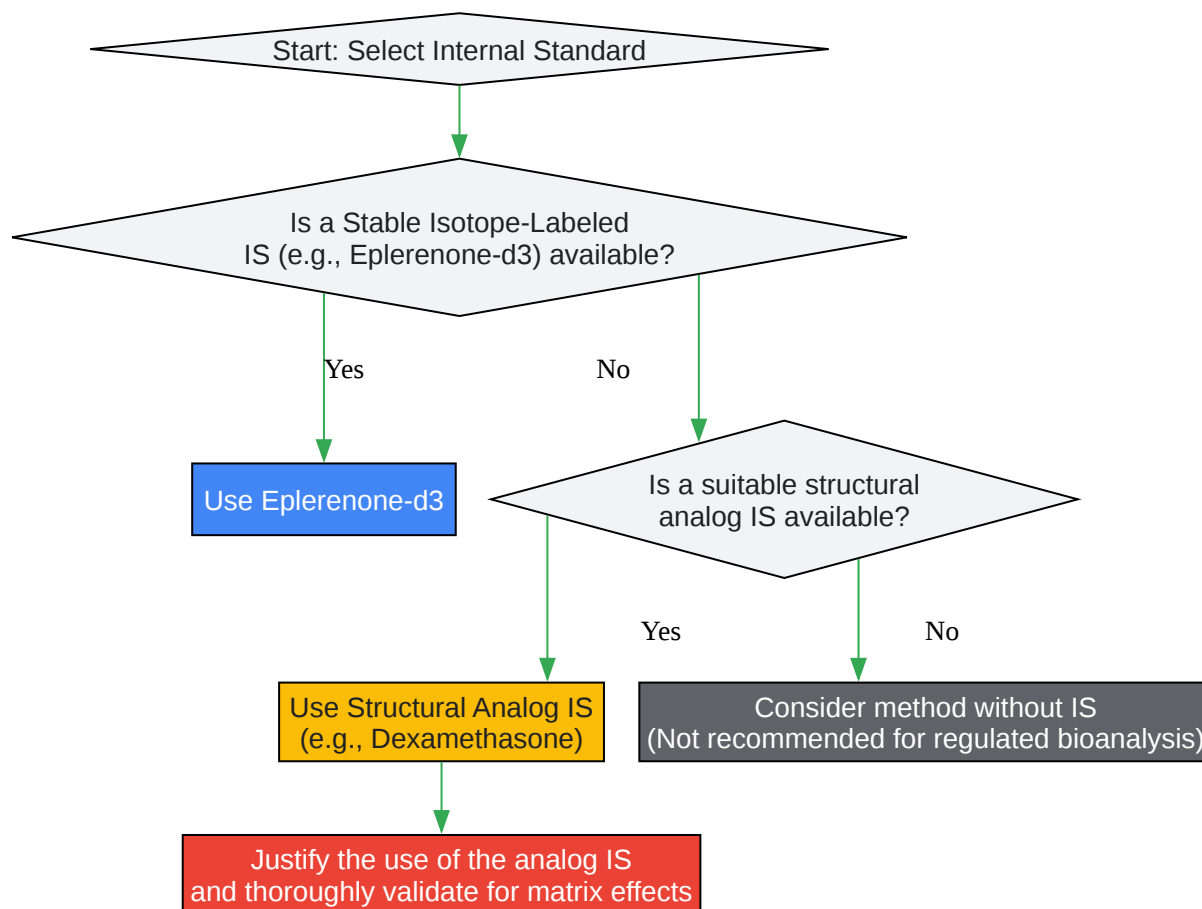 Start: Select Internal Standard
Is a Stable Isotope-Labeled
IS (e.g., Eplerenone-d3) available?
Yes
No
Use Eplerenone-d3
Is a suitable structural
analog IS available?
Yes
No
Use Structural Analog IS
(e.g., Dexamethasone)
Consider method without IS
(Not recommended for regulated bioanalysis)
Justify the use of the analog IS
and thoroughly validate for matrix effects